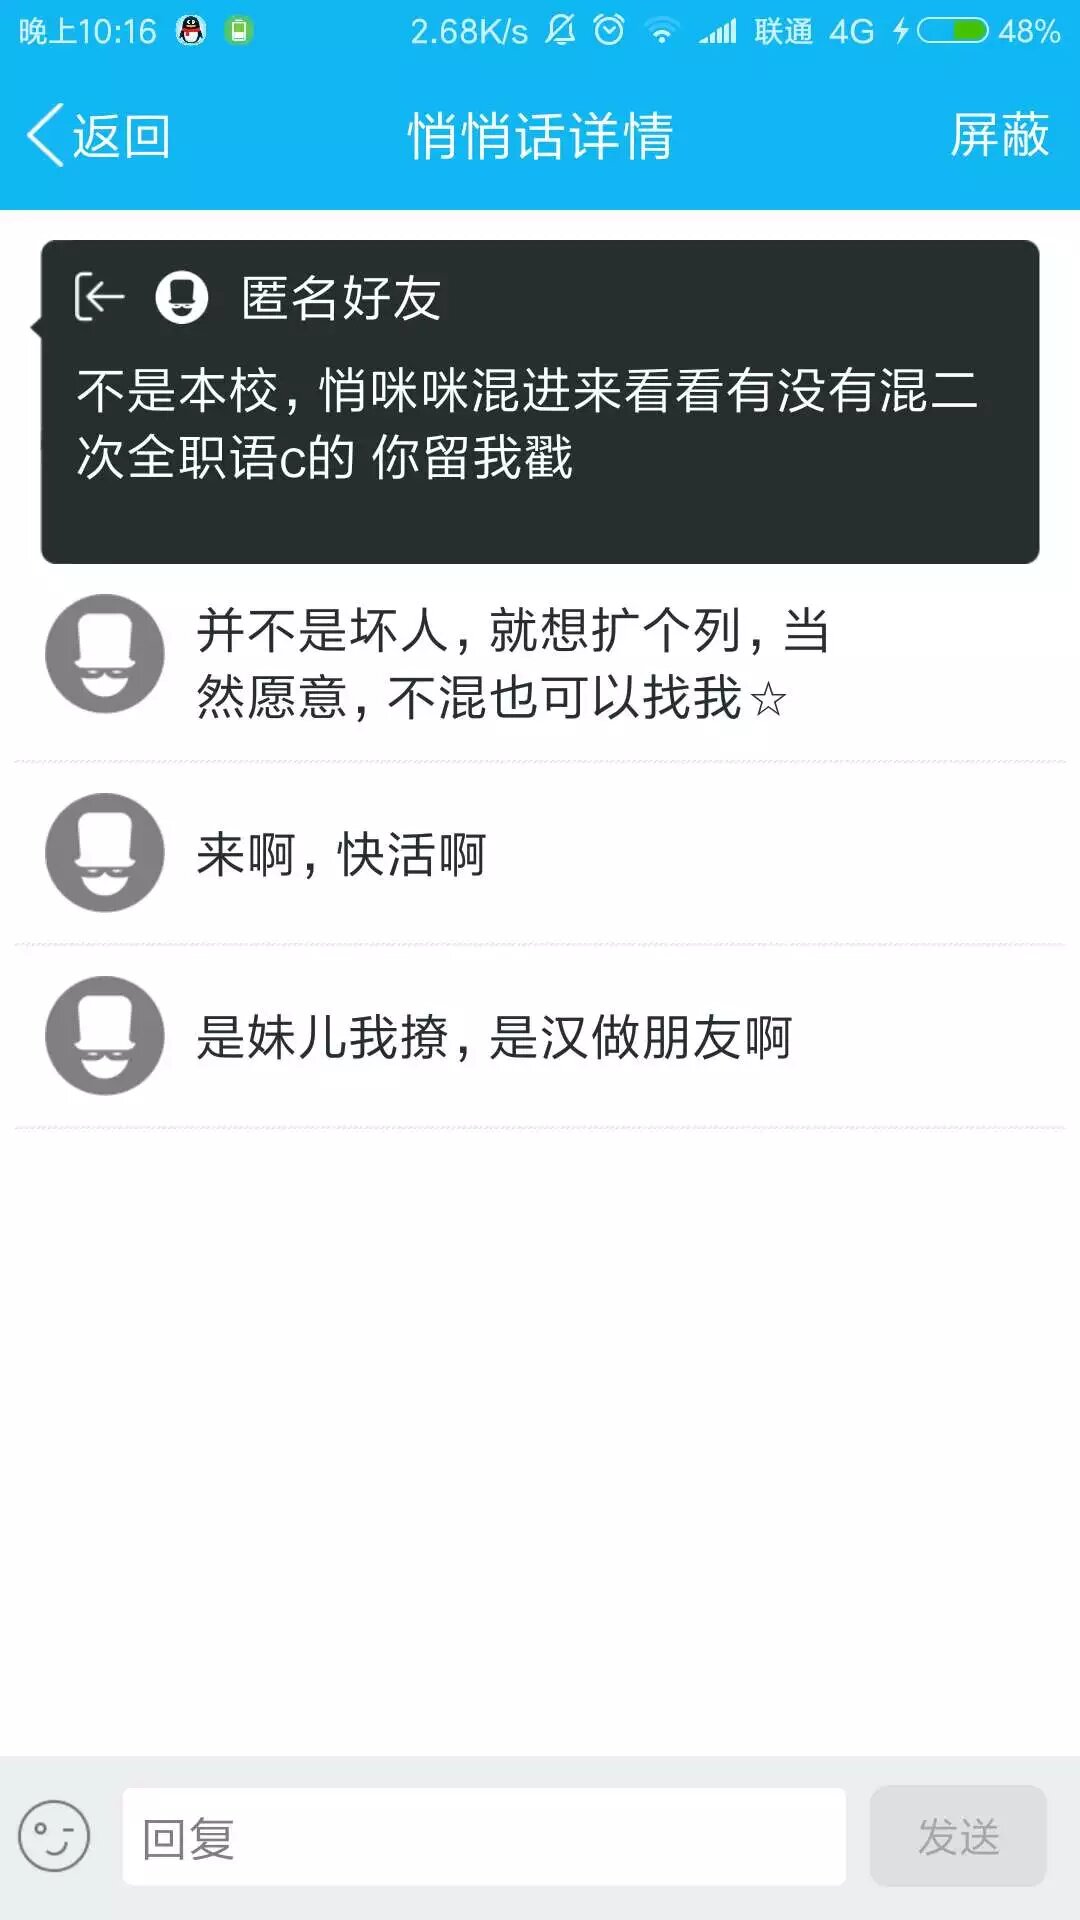 晚上10:16 2.68K/s 联通 4G 48%
返回 悄悄话详情 屏蔽
匿名好友
不是本校，悄咪咪混进来看看有没有混二
次全职语c的 你留我戳
并不是坏人，就想扩个列，当
然愿意，不混也可以找我☆
来啊，快活啊
是妹儿我撩，是汉做朋友啊
回复 发送